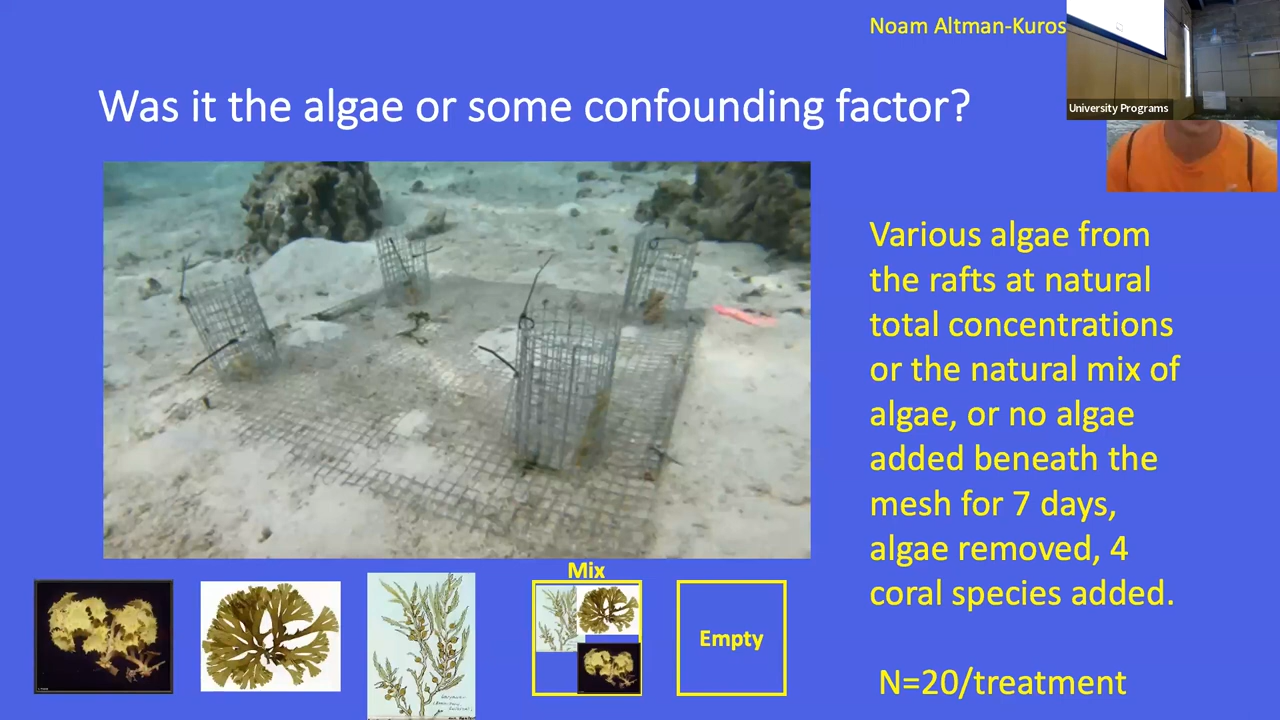 Noam Altman-Kuros
University Programs
Was it the algae or some confounding factor?
Various algae from
the rafts at natural
total concentrations
or the natural mix of
algae, or no algae
added beneath the
mesh for 7 days,
algae removed, 4
coral species added.
Mix
Empty
N=20/treatment